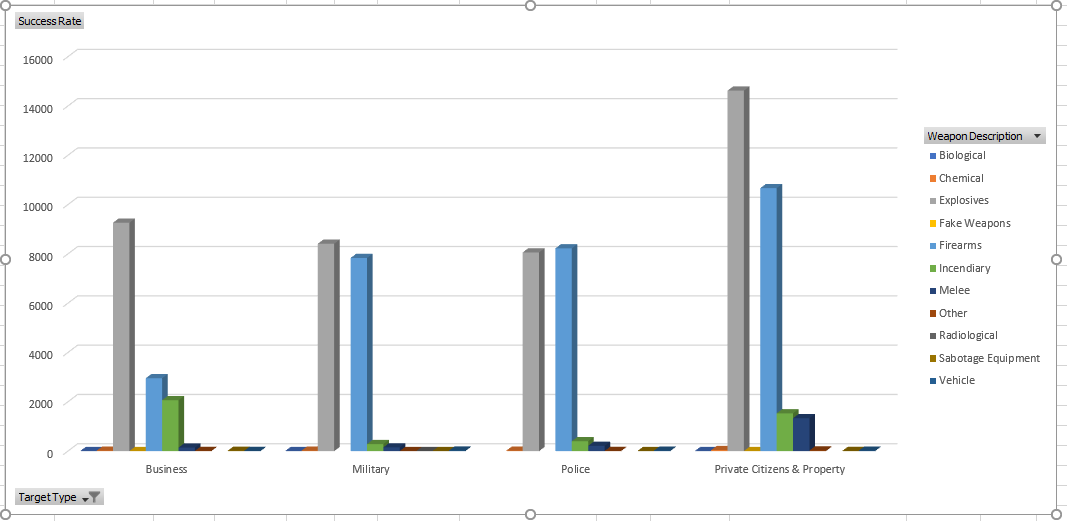 Success Rate
16000
14000
12000
10000
8000
6000
4000
2000
0
Business
Military
Police
Private Citizens & Property
Weapon Description
Biological
Chemical
Explosives
Fake Weapons
Firearms
Incendiary
Melee
Other
Radiological
Sabotage Equipment
Vehicle
Target Type